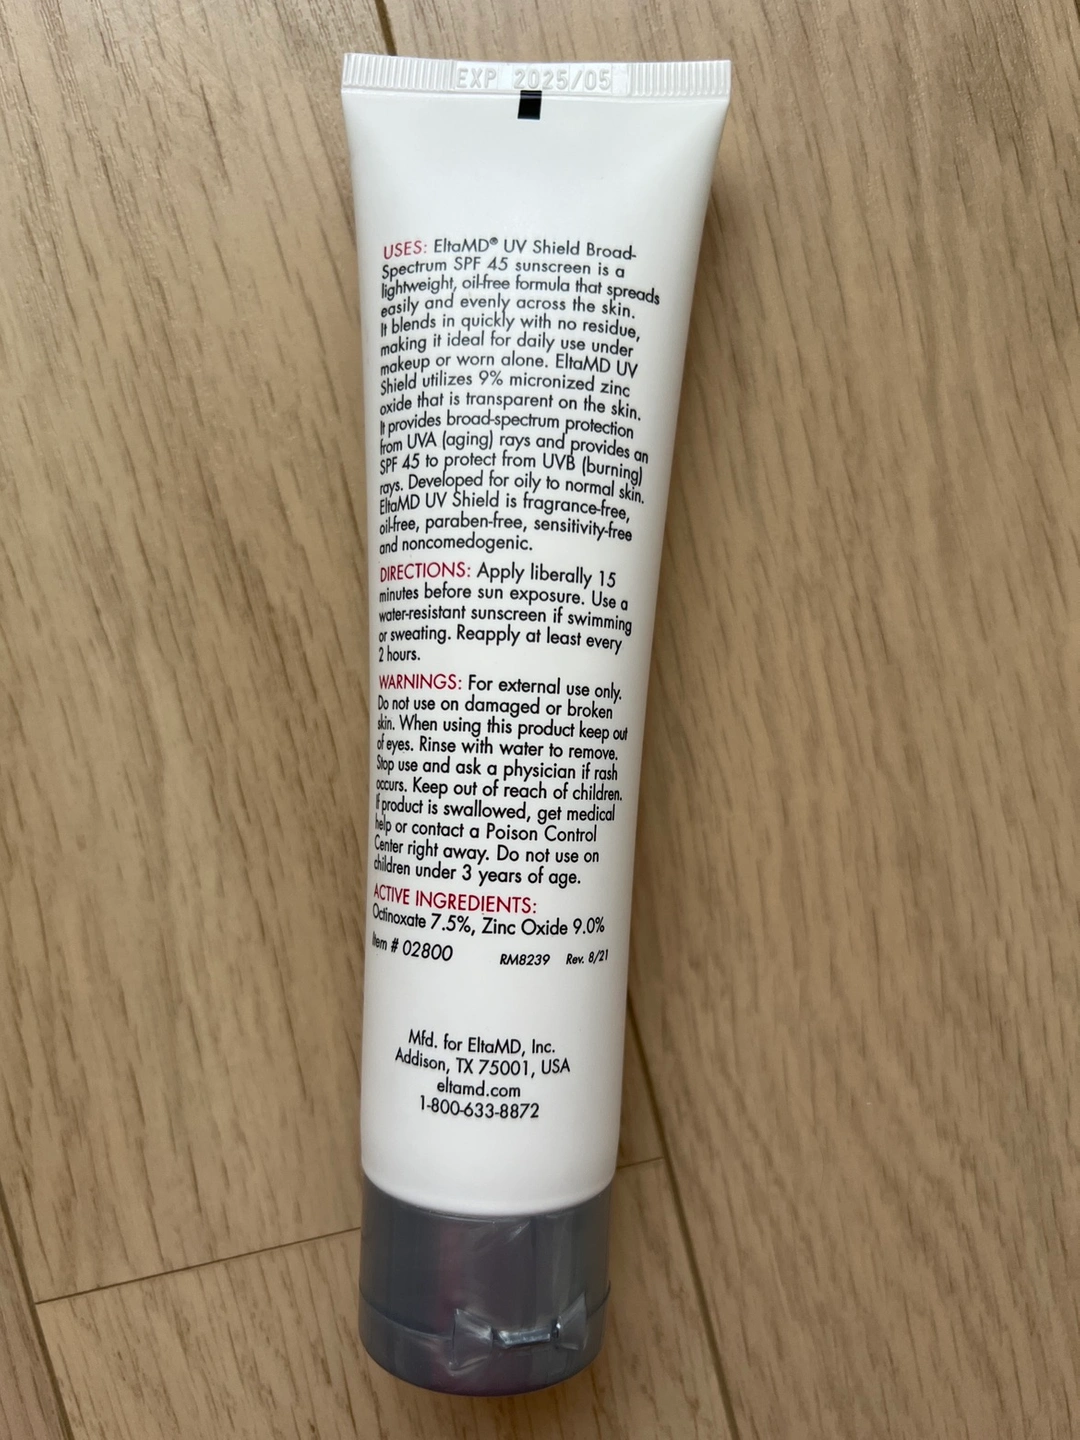 EXP 2025/05
USES: EltaMD® UV Shield Broad-
Spectrum SPF 45 sunscreen is a
lightweight, oil-free formula that spreads
easily and evenly across the skin.
It blends in quickly with no residue,
making it ideal for daily use under
makeup or worn alone. EltaMD UV
Shield utilizes 9% micronized zinc
oxide that is transparent on the skin.
It provides broad-spectrum protection
from UVA (aging) rays and provides an
SPF 45 to protect from UVB (burning)
rays. Developed for oily to normal skin.
EltaMD UV Shield is fragrance-free,
oil-free, paraben-free, sensitivity-free
and noncomedogenic.
DIRECTIONS: Apply liberally 15
minutes before sun exposure. Use a
water-resistant sunscreen if swimming
or sweating. Reapply at least every
2 hours.
WARNINGS: For external use only.
Do not use on damaged or broken
skin. When using this product keep out
of eyes. Rinse with water to remove.
Stop use and ask a physician if rash
occurs. Keep out of reach of children.
If product is swallowed, get medical
help or contact a Poison Control
Center right away. Do not use on
children under 3 years of age.
ACTIVE INGREDIENTS:
Octinoxate 7.5%, Zinc Oxide 9.0%
Item # 02800 RM8239 Rev. 8/21
Mfd. for EltaMD, Inc.
Addison, TX 75001, USA
eltamd.com
1-800-633-8872